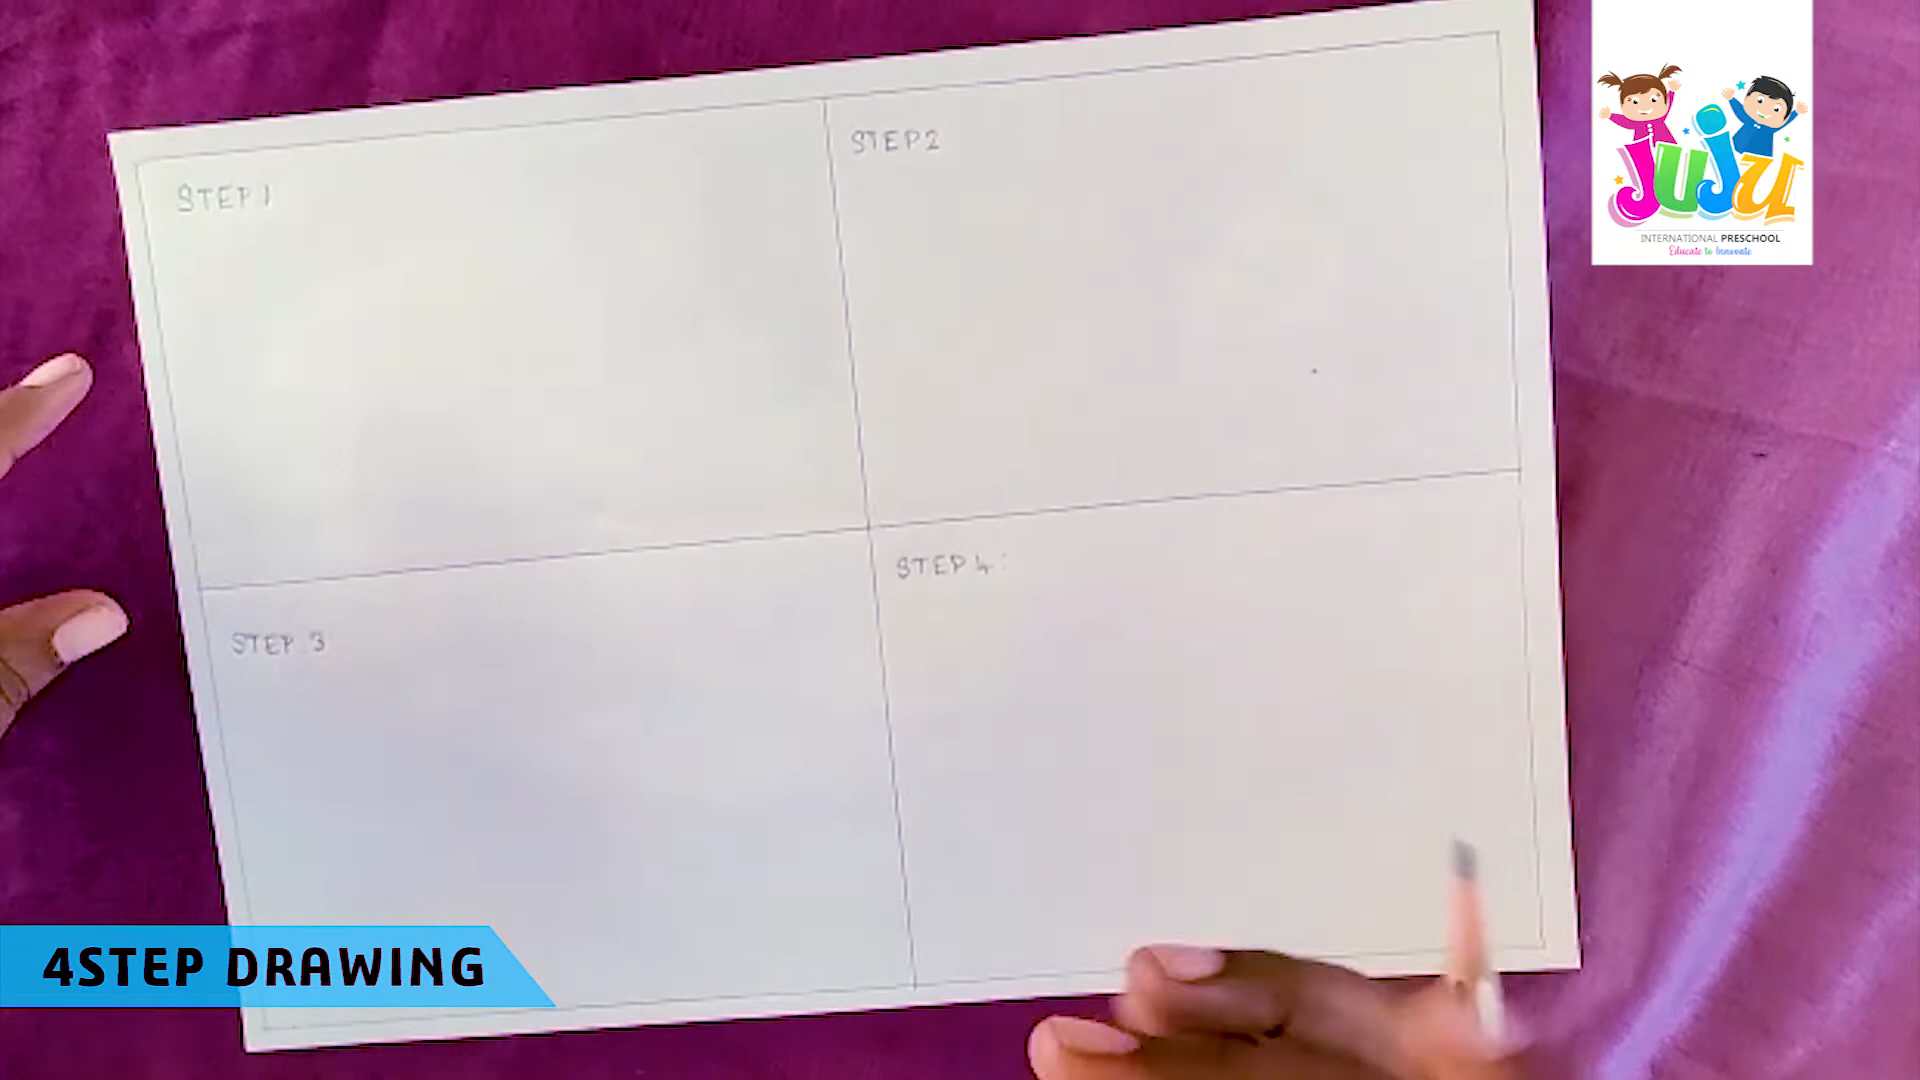 STEP 1
STEP 2
STEP 3
STEP 4:
JUJU
INTERNATIONAL PRESCHOOL
Educate to Innovate
4STEP DRAWING